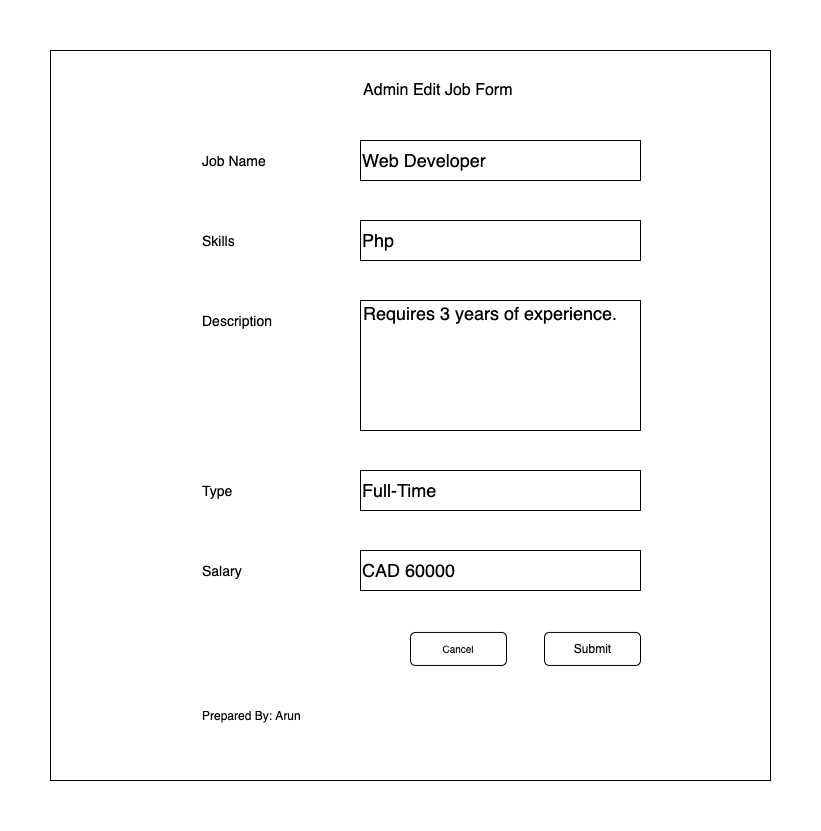 Admin Edit Job Form
Job Name
Web Developer
Skills
Php
Description
Requires 3 years of experience.
Type
Full-Time
Salary
CAD 60000
Cancel
Submit
Prepared By: Arun